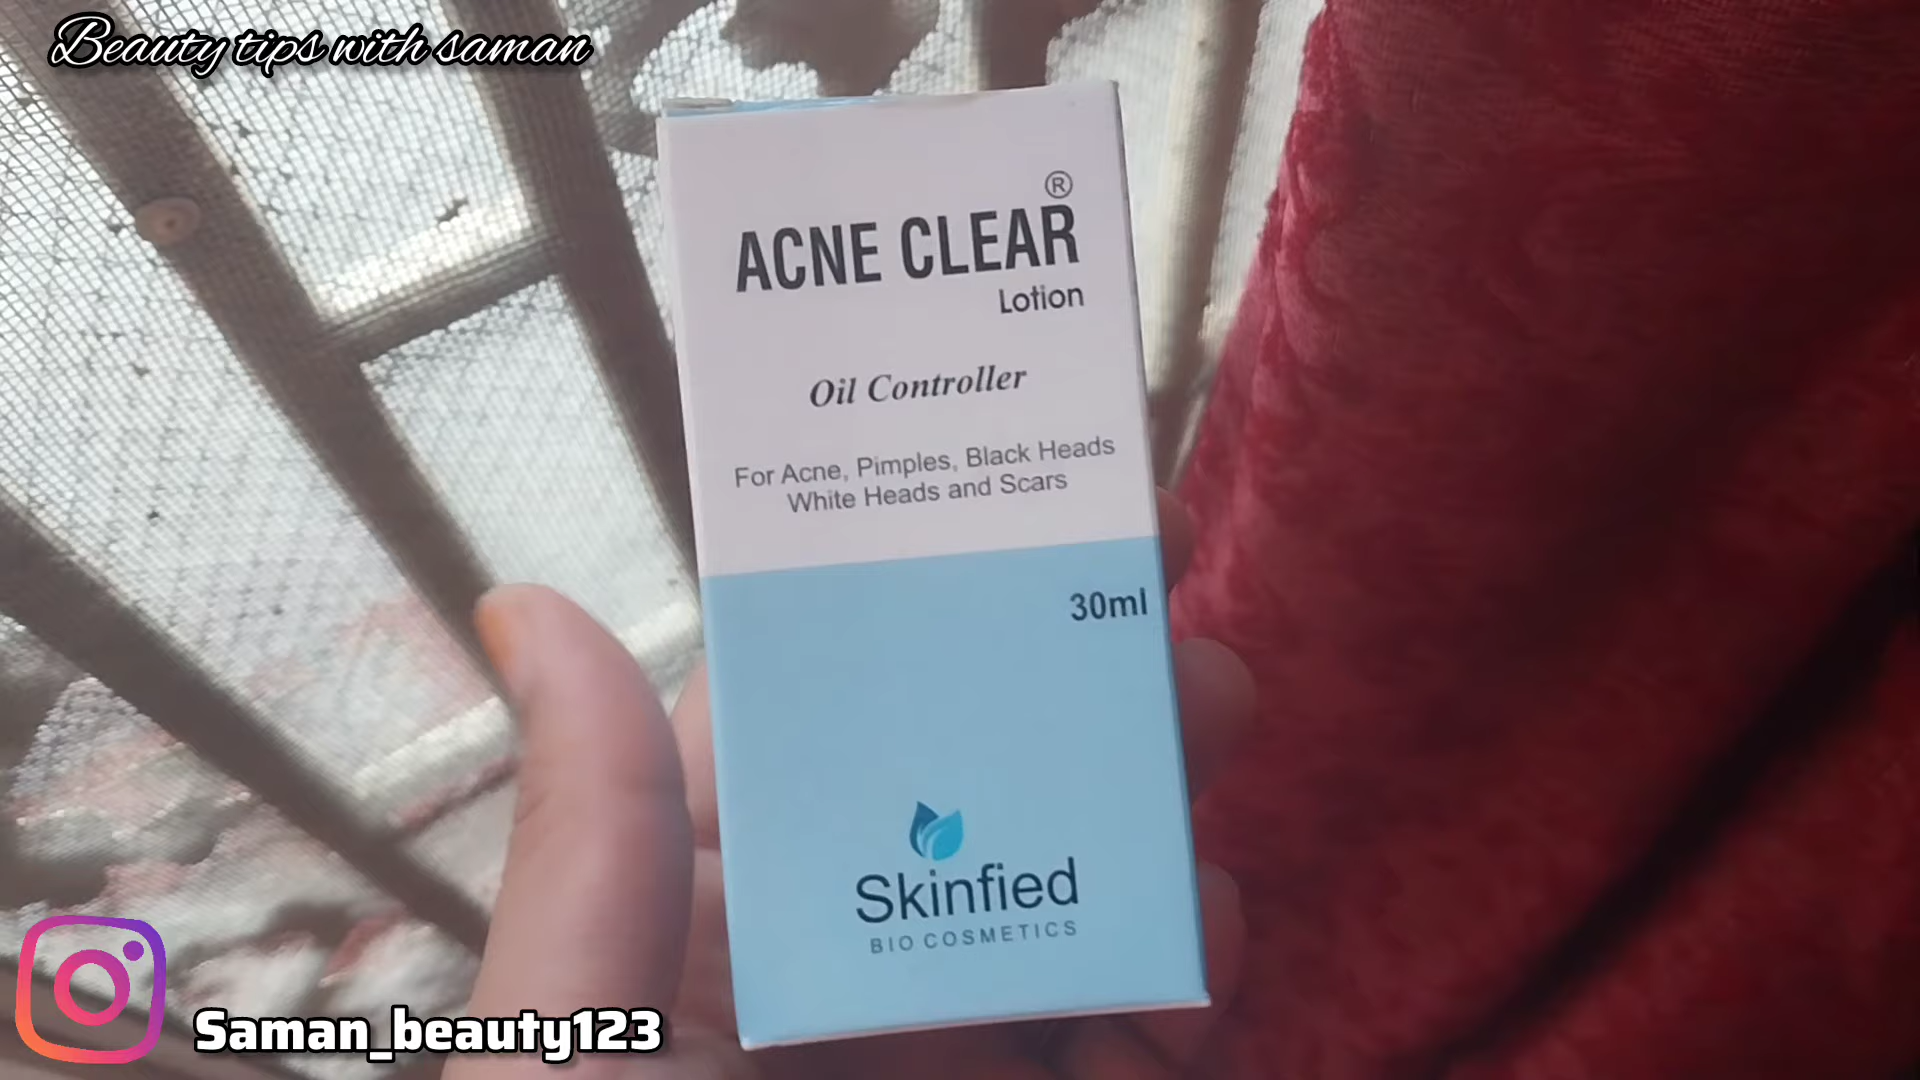 Beauty tips with saman
ACNE CLEAR®
Lotion
Oil Controller
For Acne, Pimples, Black Heads
White Heads and Scars
30ml
Skinfied
BIO COSMETICS
Saman_beauty123